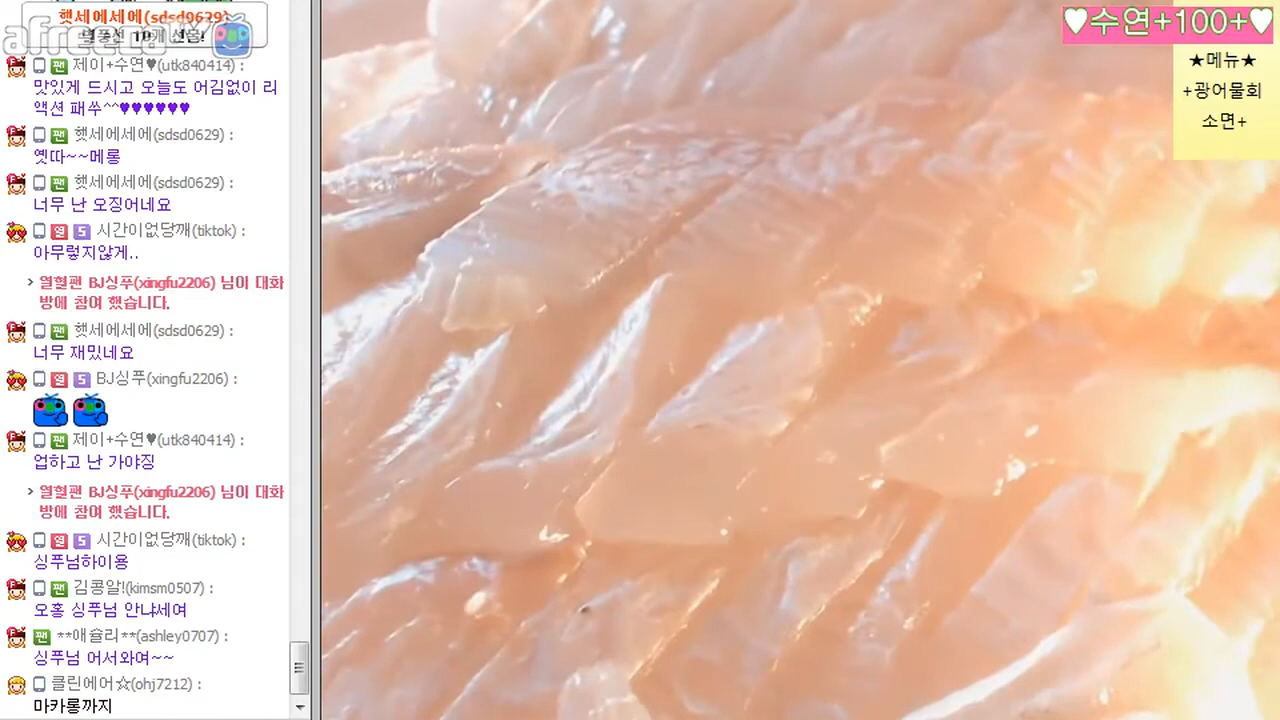 햇세에세에(sdsd0629)
별풍선 10개 선물!
afreecaTV
제이+수연♥(utk840414) :
맛있게 드시고 오늘도 어김없이 리
액션 패쑤^^♥♥♥♥♥♥
햇세에세에(sdsd0629) :
옛따~~메롱
햇세에세에(sdsd0629) :
너무 난 오징어네요
시간이없당깨(tiktok) :
아무렇지않게..
> 열혈팬 BJ싱푸(xingfu2206) 님이 대화
방에 참여 했습니다.
햇세에세에(sdsd0629) :
너무 재밌네요
BJ싱푸(xingfu2206) :
제이+수연♥(utk840414) :
업하고 난 가야징
> 열혈팬 BJ싱푸(xingfu2206) 님이 대화
방에 참여 했습니다.
시간이없당깨(tiktok) :
싱푸님하이용
김콩알!(kimsm0507) :
오홍 싱푸님 안냐세여
**애슐리**(ashley0707) :
싱푸님 어서와여~~
클린에어☆(ohj7212) :
마카롱까지
♥수연+100+♥
★메뉴★
+광어물회
소면+